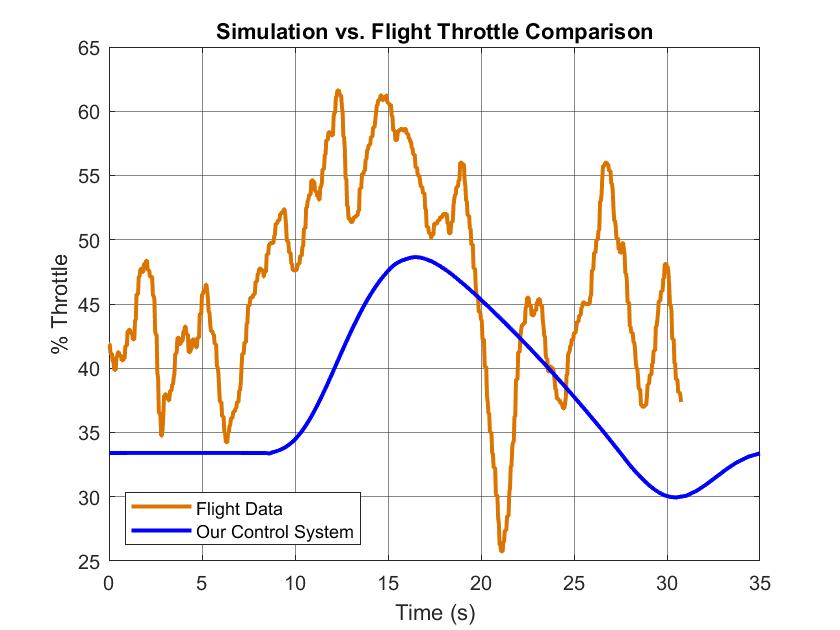 Simulation vs. Flight Throttle Comparison
65
60
55
50
45
40
35
30
25
% Throttle
Flight Data
Our Control System
0 5 10 15 20 25 30 35
Time (s)